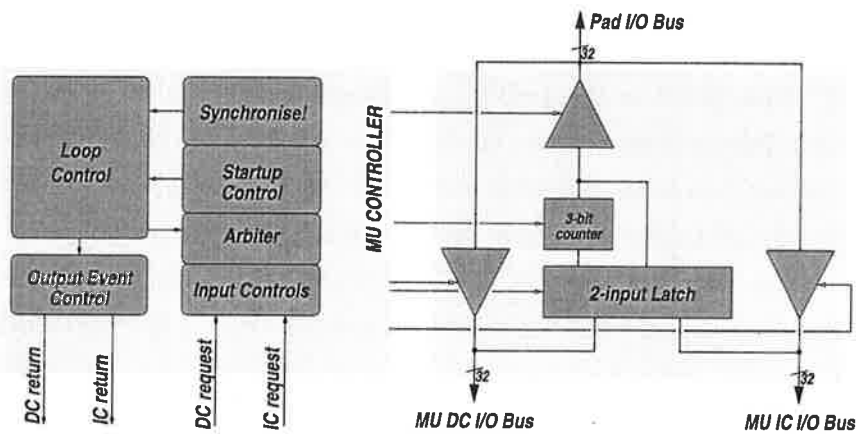 Pad I/O Bus
32
Synchronise!
Loop
Control
Startup
Control
MU CONTROLLER
3-bit
counter
Arbiter
Output Event
Control
Input Controls
2-input Latch
DC return
IC return
DC request
IC request
32
32
MU DC I/O Bus
MU IC I/O Bus